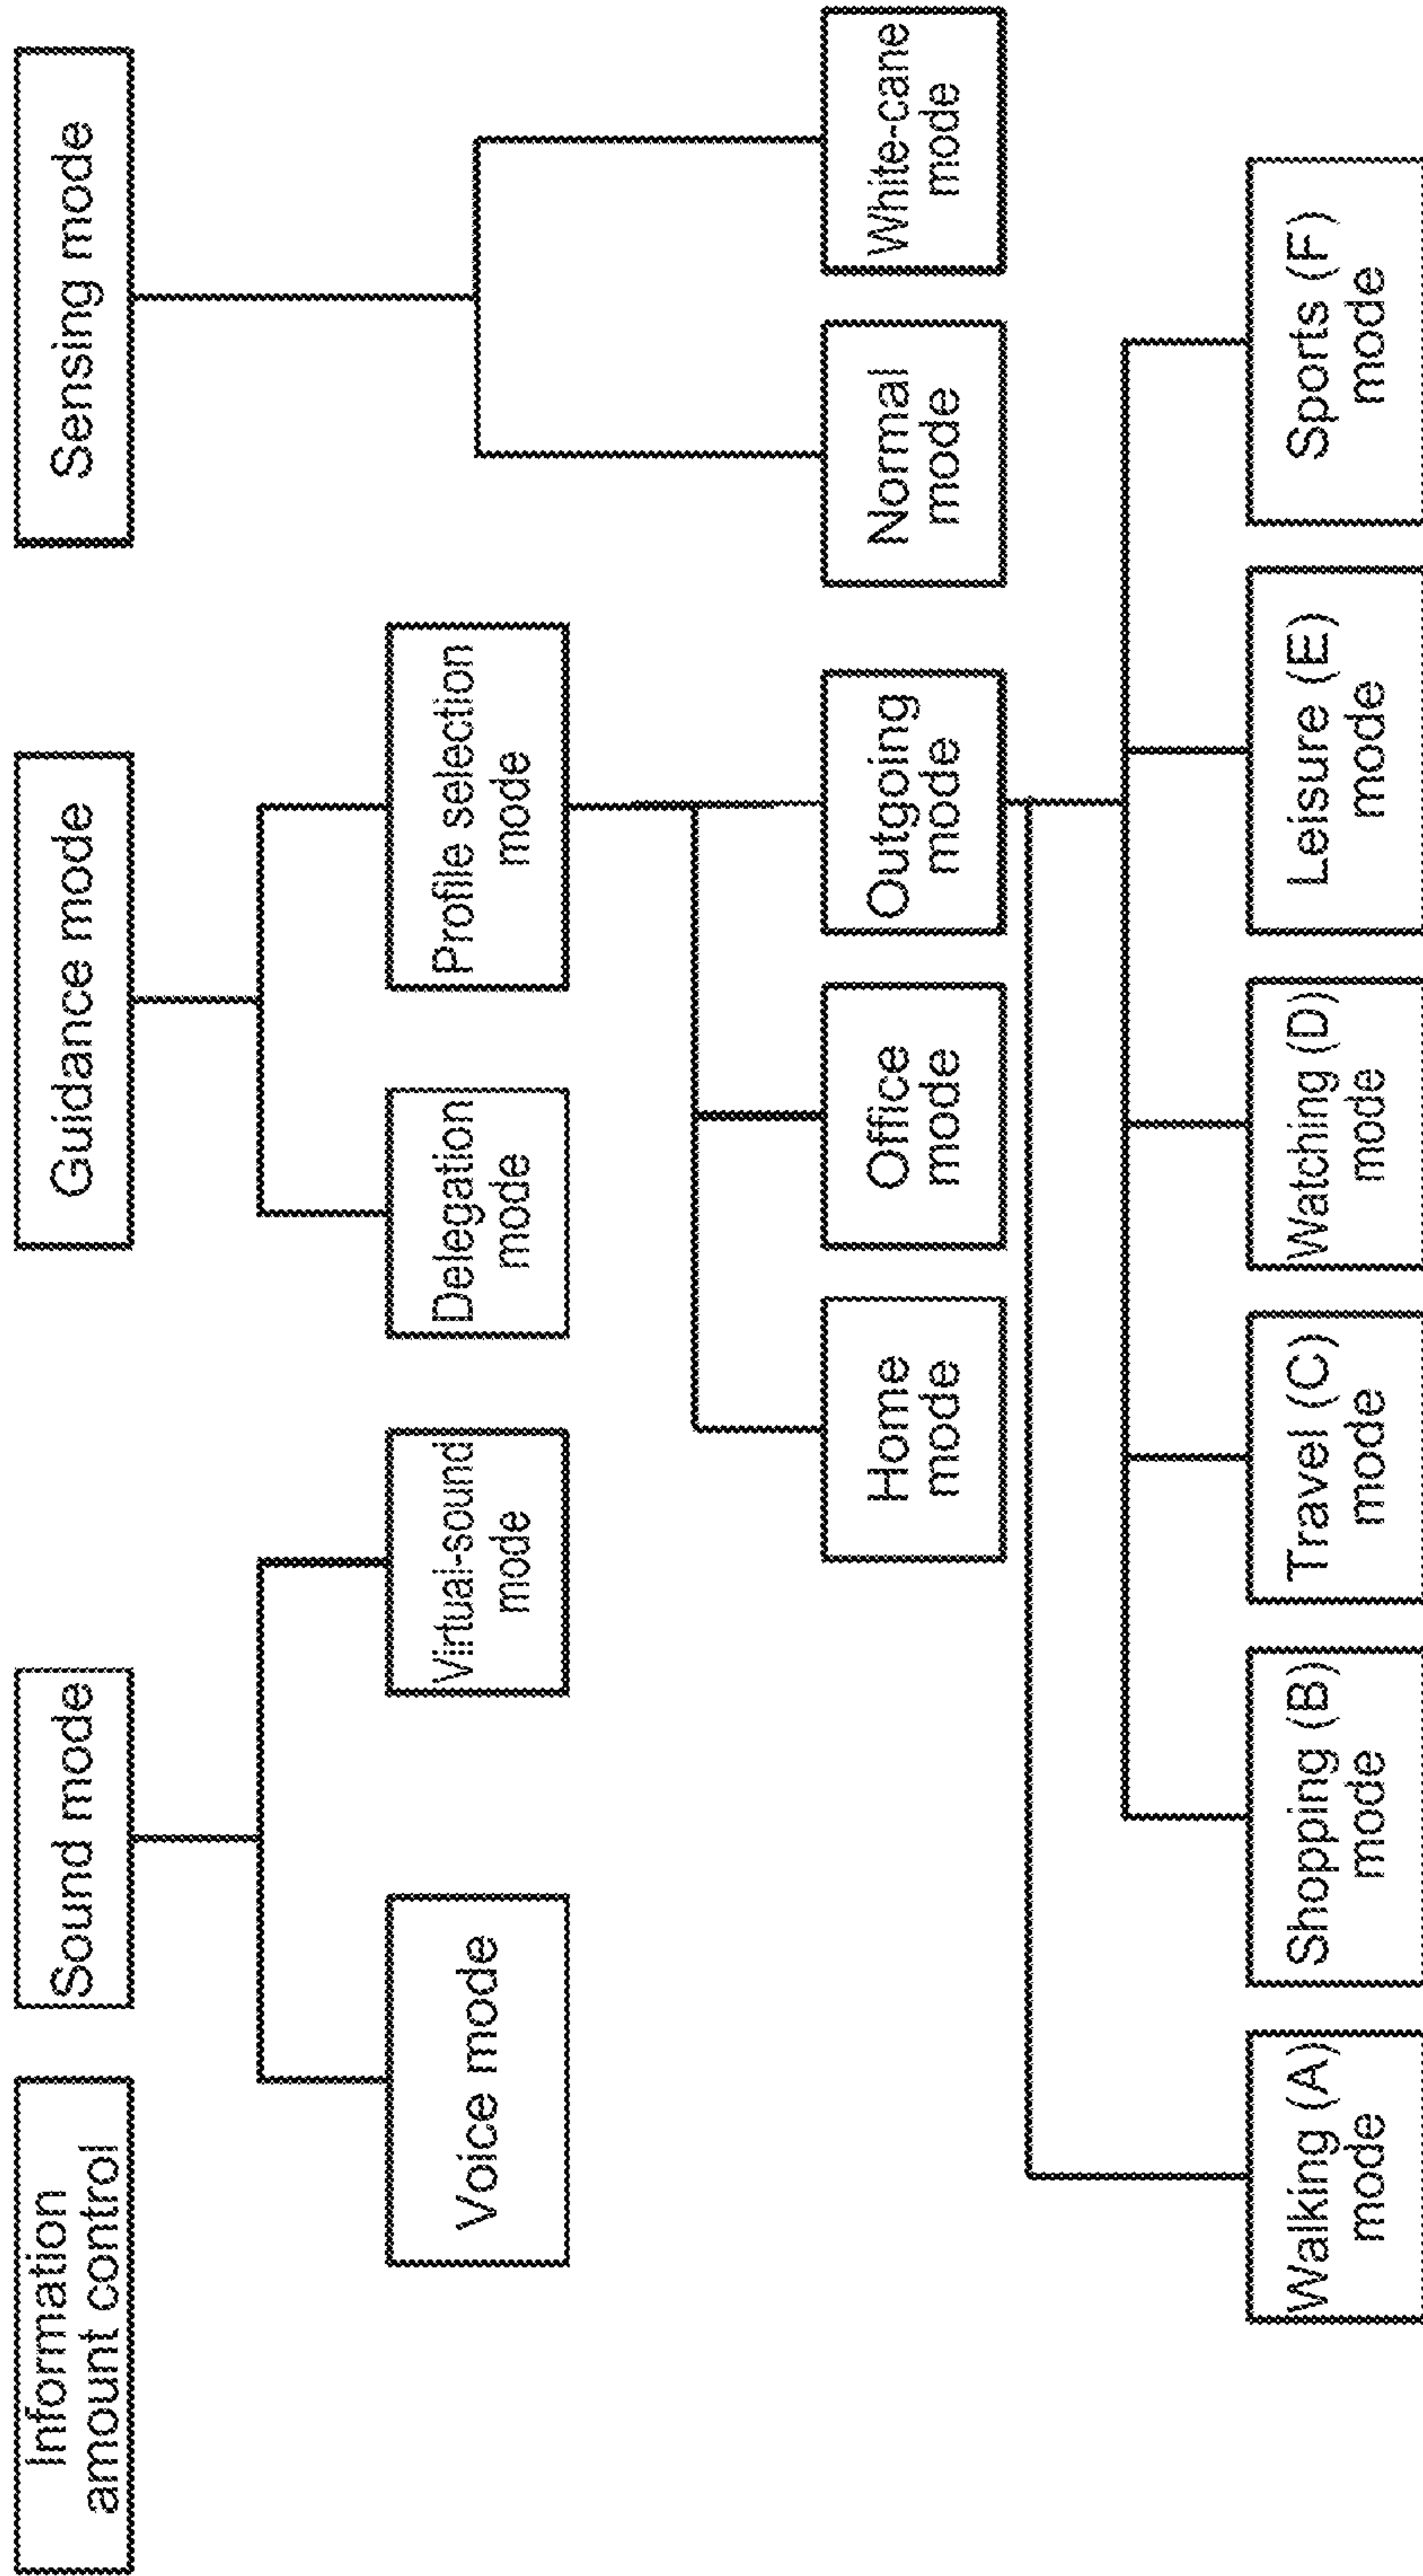 Information
amount control
Sound mode
Guidance mode
Sensing mode
Voice mode
Virtual-sound
mode
Delegation
mode
Profile selection
mode
Home
mode
Office
mode
Outgoing
mode
Normal
mode
White-cane
mode
Walking (A)
mode
Shopping (B)
mode
Travel (C)
mode
Watching (D)
mode
Leisure (E)
mode
Sports (F)
mode